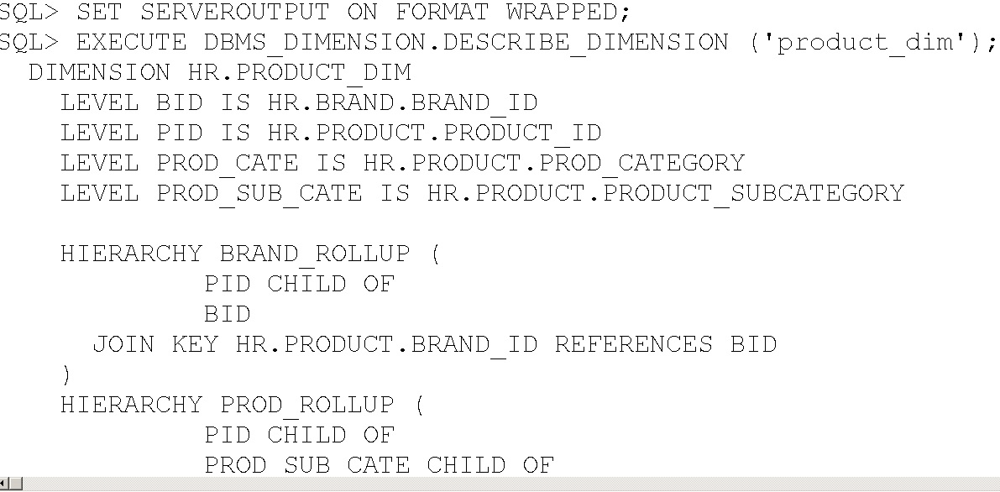 SQL> SET SERVEROUTPUT ON FORMAT WRAPPED;
SQL> EXECUTE DBMS_DIMENSION.DESCRIBE_DIMENSION ('product_dim');
DIMENSION HR.PRODUCT_DIM
LEVEL BID IS HR.BRAND.BRAND_ID
LEVEL PID IS HR.PRODUCT.PRODUCT_ID
LEVEL PROD_CATE IS HR.PRODUCT.PROD_CATEGORY
LEVEL PROD_SUB_CATE IS HR.PRODUCT.PRODUCT_SUBCATEGORY
HIERARCHY BRAND_ROLLUP (
PID CHILD OF
BID
JOIN KEY HR.PRODUCT.BRAND_ID REFERENCES BID
)
HIERARCHY PROD_ROLLUP (
PID CHILD OF
PROD SUB CATE CHILD OF